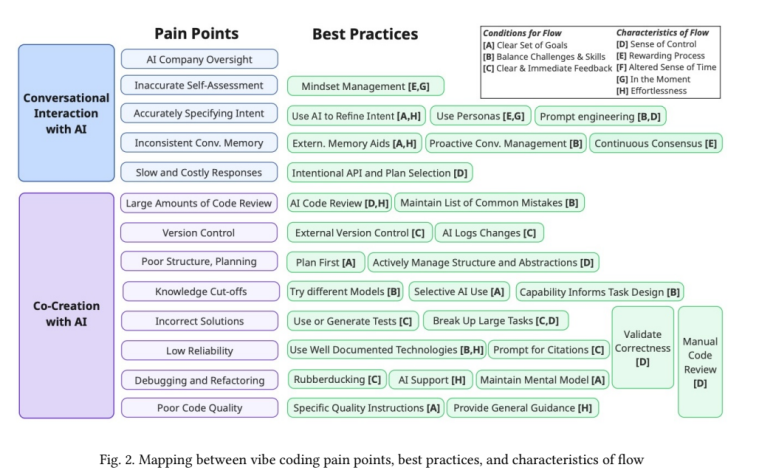 Pain Points
Best Practices
Conditions for Flow
[A] Clear Set of Goals
[B] Balance Challenges & Skills
[C] Clear & Immediate Feedback
Characteristics of Flow
[D] Sense of Control
[E] Rewarding Process
[F] Altered Sense of Time
[G] In the Moment
[H] Effortlessness
Conversational
Interaction
with AI
AI Company Oversight
Inaccurate Self-Assessment
Mindset Management [E,G]
Accurately Specifying Intent
Use AI to Refine Intent [A,H]
Use Personas [E,G]
Prompt engineering [B,D]
Inconsistent Conv. Memory
Extern. Memory Aids [A,H]
Proactive Conv. Management [B]
Continuous Consensus [E]
Slow and Costly Responses
Intentional API and Plan Selection [D]
Co-Creation
with AI
Large Amounts of Code Review
AI Code Review [D,H]
Maintain List of Common Mistakes [B]
Version Control
External Version Control [C]
AI Logs Changes [C]
Poor Structure, Planning
Plan First [A]
Actively Manage Structure and Abstractions [D]
Knowledge Cut-offs
Try different Models [B]
Selective AI Use [A]
Capability Informs Task Design [B]
Incorrect Solutions
Use or Generate Tests [C]
Break Up Large Tasks [C,D]
Low Reliability
Use Well Documented Technologies [B,H]
Prompt for Citations [C]
Debugging and Refactoring
Rubberducking [C]
AI Support [H]
Maintain Mental Model [A]
Poor Code Quality
Specific Quality Instructions [A]
Provide General Guidance [H]
Validate
Correctness
[D]
Manual
Code
Review
[D]
Fig. 2. Mapping between vibe coding pain points, best practices, and characteristics of flow